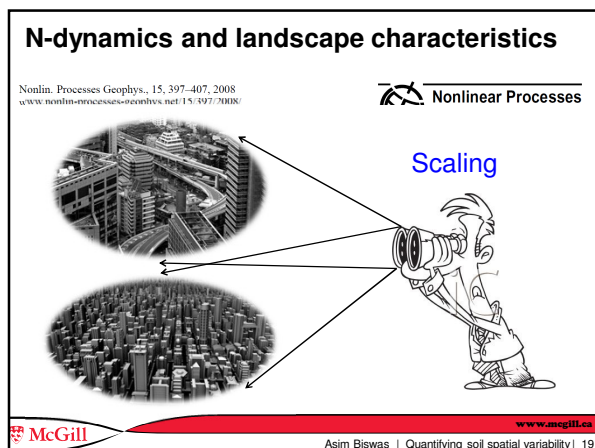 N-dynamics and landscape characteristics
Nonlin. Processes Geophys., 15, 397–407, 2008
www.nonlin-processes-geophys.net/15/397/2008/
Nonlinear Processes
Scaling
www.mcgill.ca
McGill
Asim Biswas | Quantifying soil spatial variability | 19